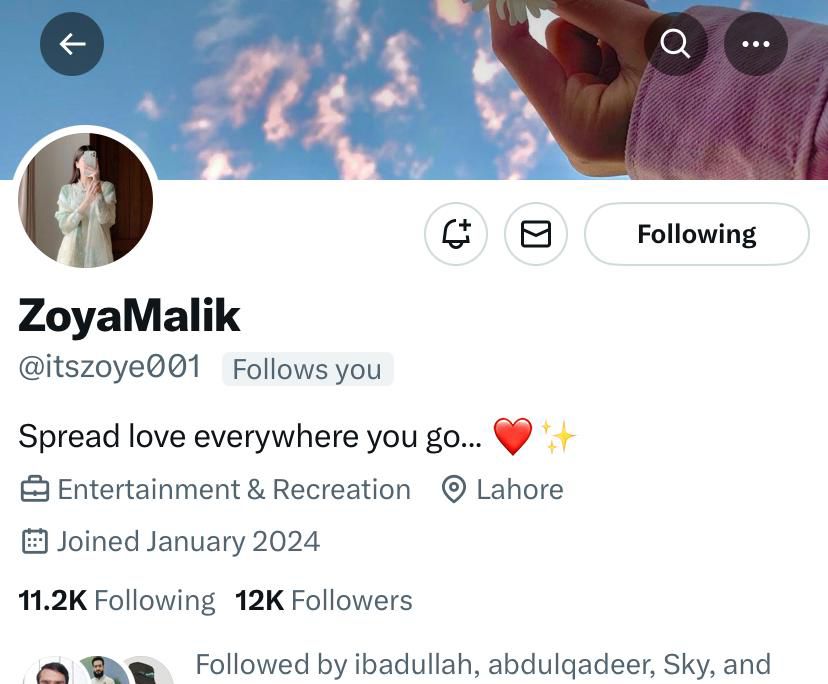 Following
ZoyaMalik
@itszoye001 Follows you
Spread love everywhere you go... ❤️✨
Entertainment & Recreation Lahore
Joined January 2024
11.2K Following 12K Followers
Followed by ibadullah, abdulqadeer, Sky, and